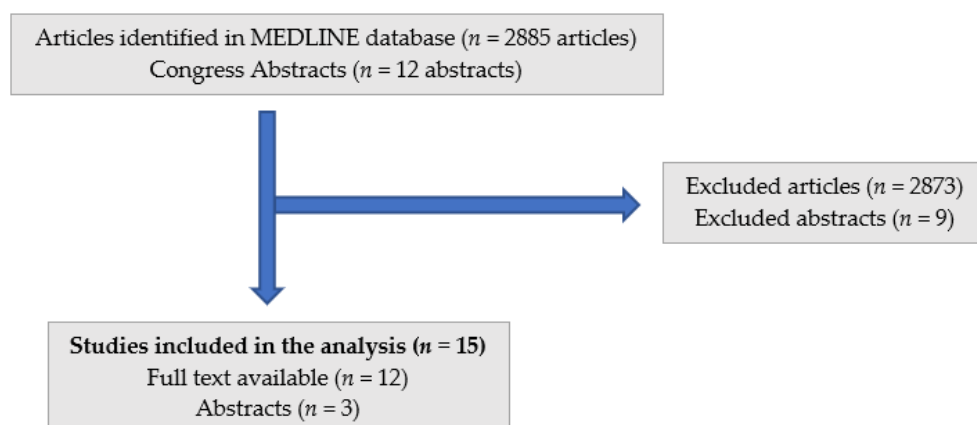 Articles identified in MEDLINE database (n = 2885 articles)
Congress Abstracts (n = 12 abstracts)
Excluded articles (n = 2873)
Excluded abstracts (n = 9)
Studies included in the analysis (n = 15)
Full text available (n = 12)
Abstracts (n = 3)